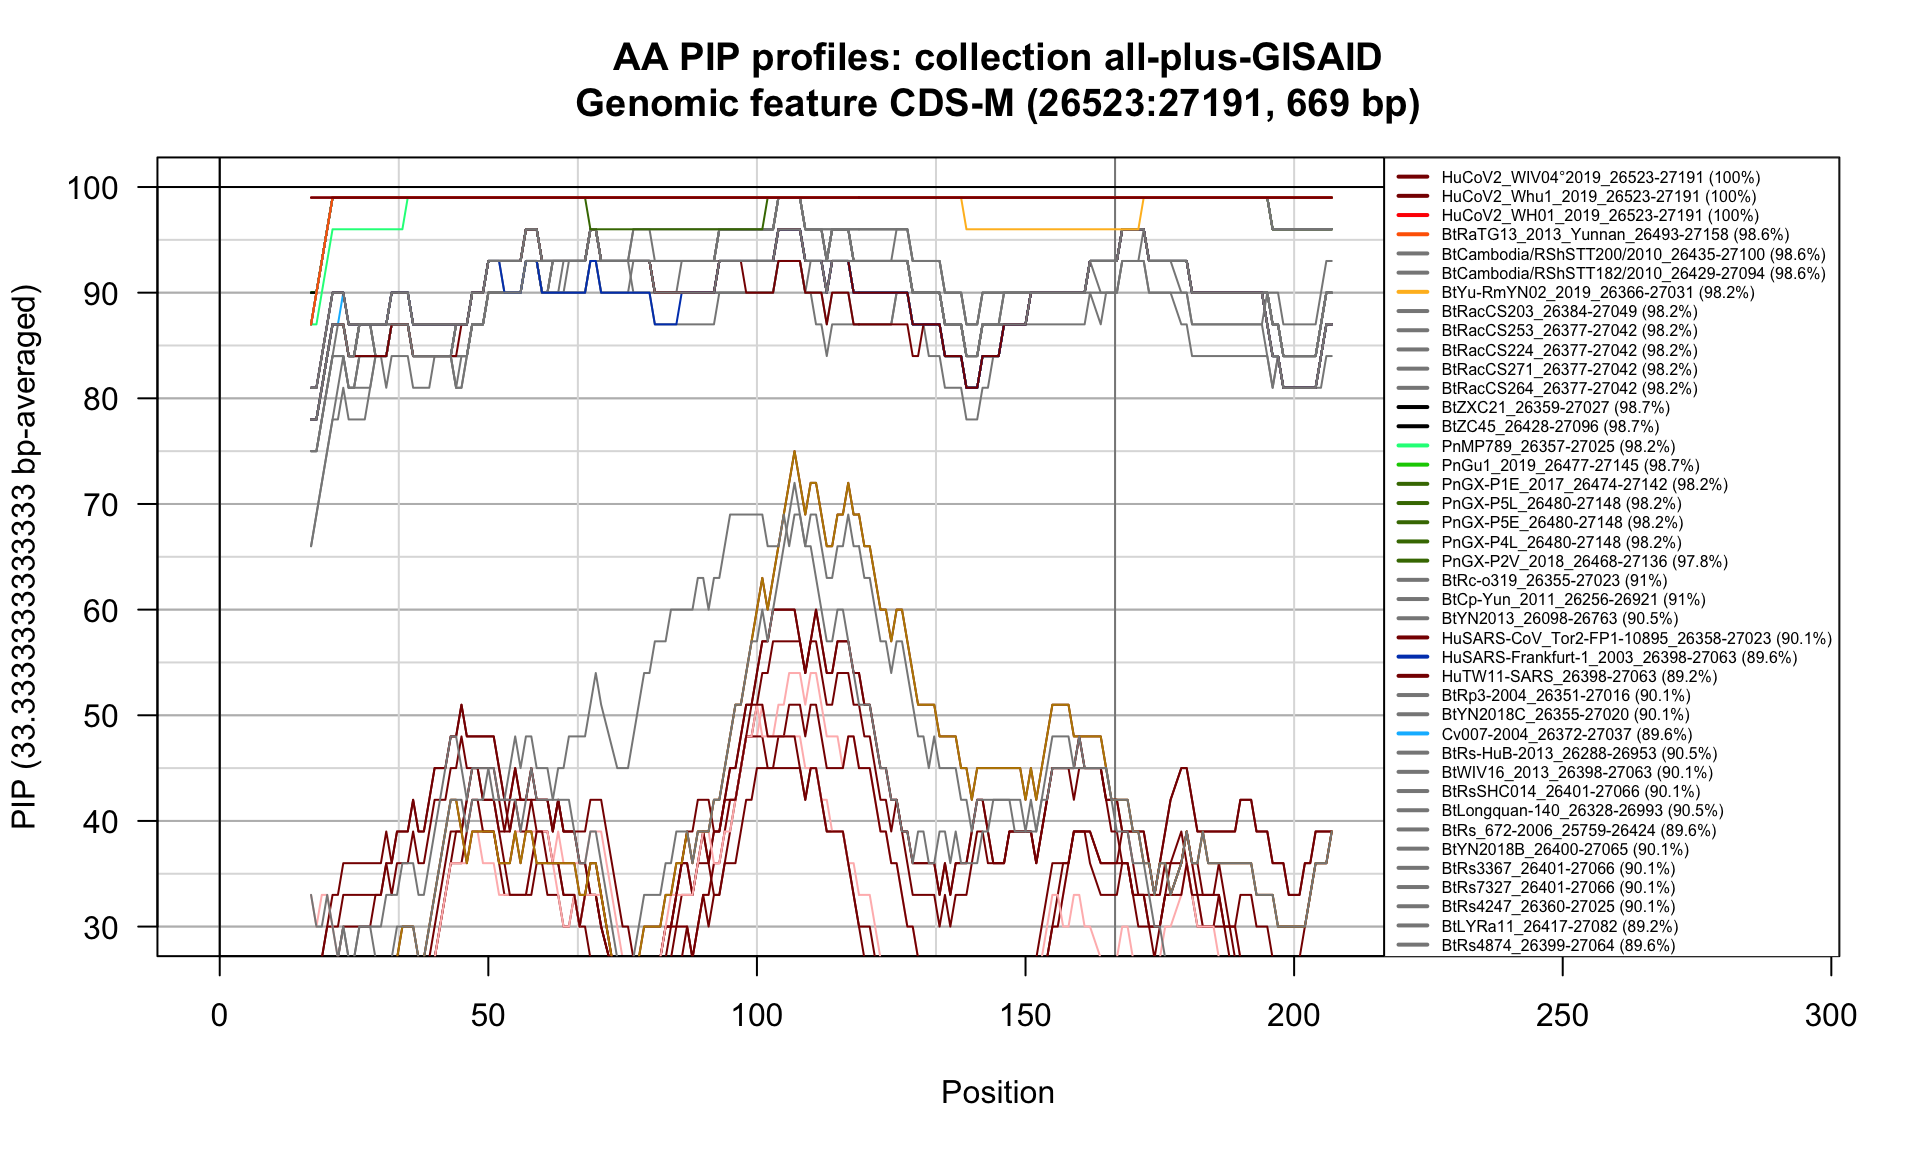 AA PIP profiles: collection all-plus-GISAID
Genomic feature CDS-M (26523:27191, 669 bp)
PIP (33.3333333333333 bp-averaged)
100
90
80
70
60
50
40
30
HuCoV2_WIV04°2019_26523-27191 (100%)
HuCoV2_Whu1_2019_26523-27191 (100%)
HuCoV2_WH01_2019_26523-27191 (100%)
BtRaTG13_2013_Yunnan_26493-27158 (98.6%)
BtCambodia/RShSTT200/2010_26435-27100 (98.6%)
BtCambodia/RShSTT182/2010_26429-27094 (98.6%)
BtYu-RmYN02_2019_26366-27031 (98.2%)
BtRacCS203_26384-27049 (98.2%)
BtRacCS253_26377-27042 (98.2%)
BtRacCS224_26377-27042 (98.2%)
BtRacCS271_26377-27042 (98.2%)
BtRacCS264_26377-27042 (98.2%)
BtZXC21_26359-27027 (98.7%)
BtZC45_26428-27096 (98.7%)
PnMP789_26357-27025 (98.2%)
PnGu1_2019_26477-27145 (98.7%)
PnGX-P1E_2017_26474-27142 (98.2%)
PnGX-P5L_26480-27148 (98.2%)
PnGX-P5E_26480-27148 (98.2%)
PnGX-P4L_26480-27148 (98.2%)
PnGX-P2V_2018_26468-27136 (97.8%)
BtRc-o319_26355-27023 (91%)
BtCp-Yun_2011_26256-26921 (91%)
BtYN2013_26098-26763 (90.5%)
HuSARS-CoV_Tor2-FP1-10895_26358-27023 (90.1%)
HuSARS-Frankfurt-1_2003_26398-27063 (89.6%)
HuTW11-SARS_26398-27063 (89.2%)
BtRp3-2004_26351-27016 (90.1%)
BtYN2018C_26355-27020 (90.1%)
Cv007-2004_26372-27037 (89.6%)
BtRs-HuB-2013_26288-26953 (90.5%)
BtWIV16_2013_26398-27063 (90.1%)
BtRsSHC014_26401-27066 (90.1%)
BtLongquan-140_26328-26993 (90.5%)
BtRs_672-2006_25759-26424 (89.6%)
BtYN2018B_26400-27065 (90.1%)
BtRs3367_26401-27066 (90.1%)
BtRs7327_26401-27066 (90.1%)
BtRs4247_26360-27025 (90.1%)
BtLYRa11_26417-27082 (89.2%)
BtRs4874_26399-27064 (89.6%)
0
50
100
150
200
250
300
Position